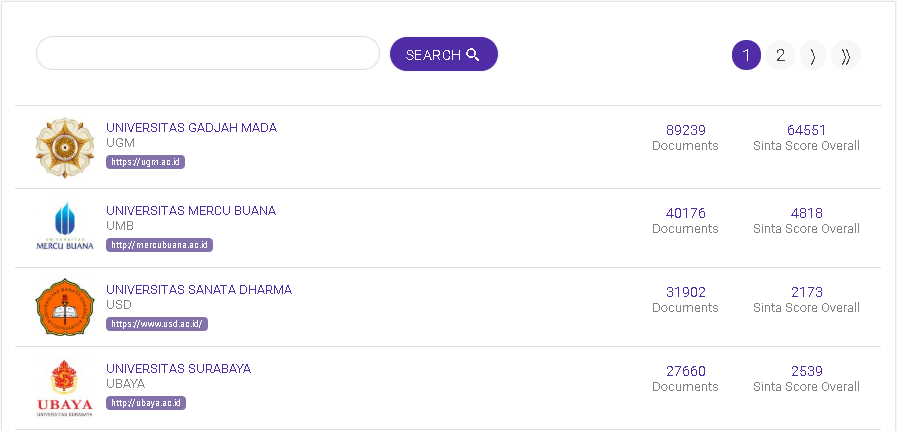 SEARCH
1 2 ⟩ ⟫
UNIVERSITAS GADJAH MADA
UGM
https://ugm.ac.id
89239
Documents
64551
Sinta Score Overall
UNIVERSITAS
MERCU BUANA
UNIVERSITAS MERCU BUANA
UMB
http://mercubuana.ac.id
40176
Documents
4818
Sinta Score Overall
UNIVERSITAS SANATA DHARMA
USD
https://www.usd.ac.id/
31902
Documents
2173
Sinta Score Overall
UBAYA
UNIVERSITAS SURABAYA
UNIVERSITAS SURABAYA
UBAYA
http://ubaya.ac.id
27660
Documents
2539
Sinta Score Overall